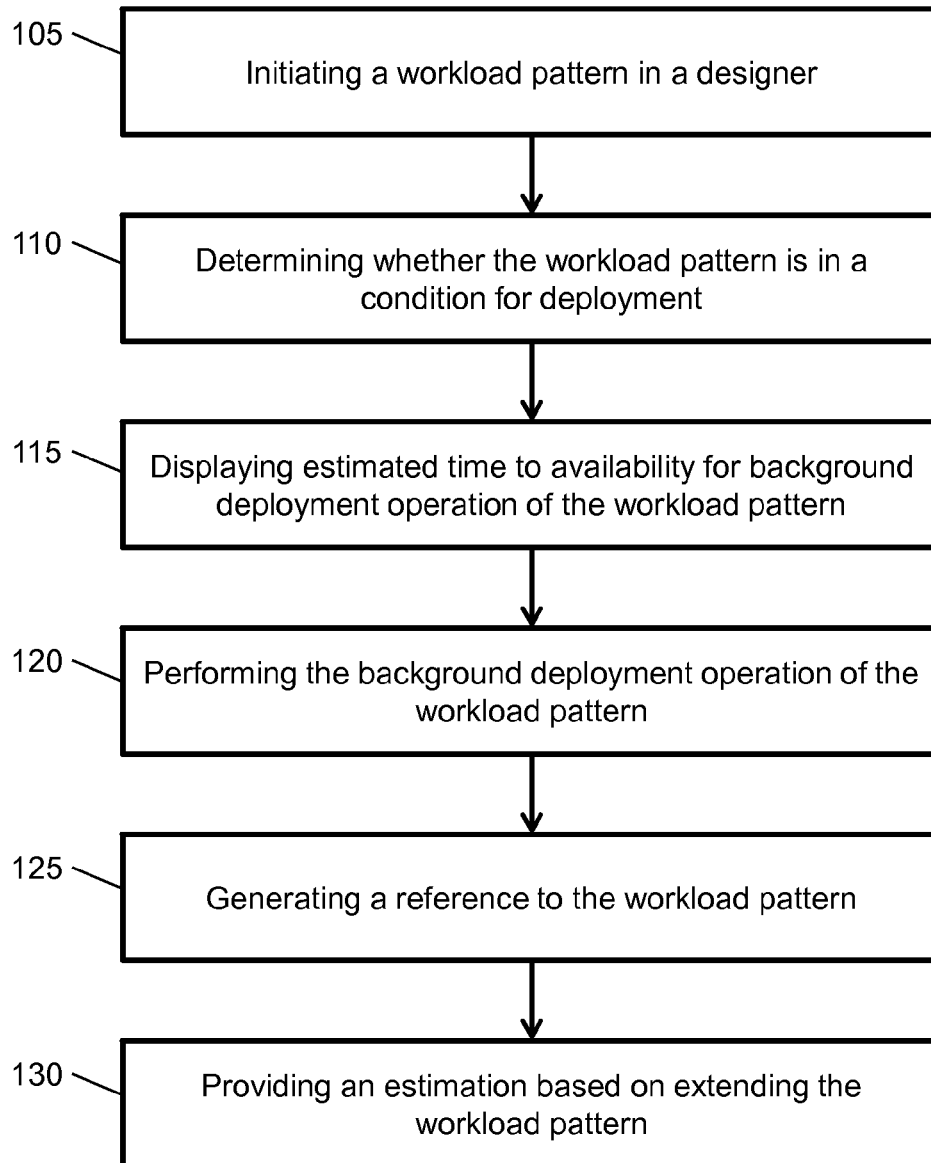 105
Initiating a workload pattern in a designer
110
Determining whether the workload pattern is in a
condition for deployment
115
Displaying estimated time to availability for background
deployment operation of the workload pattern
120
Performing the background deployment operation of the
workload pattern
125
Generating a reference to the workload pattern
130
Providing an estimation based on extending the
workload pattern